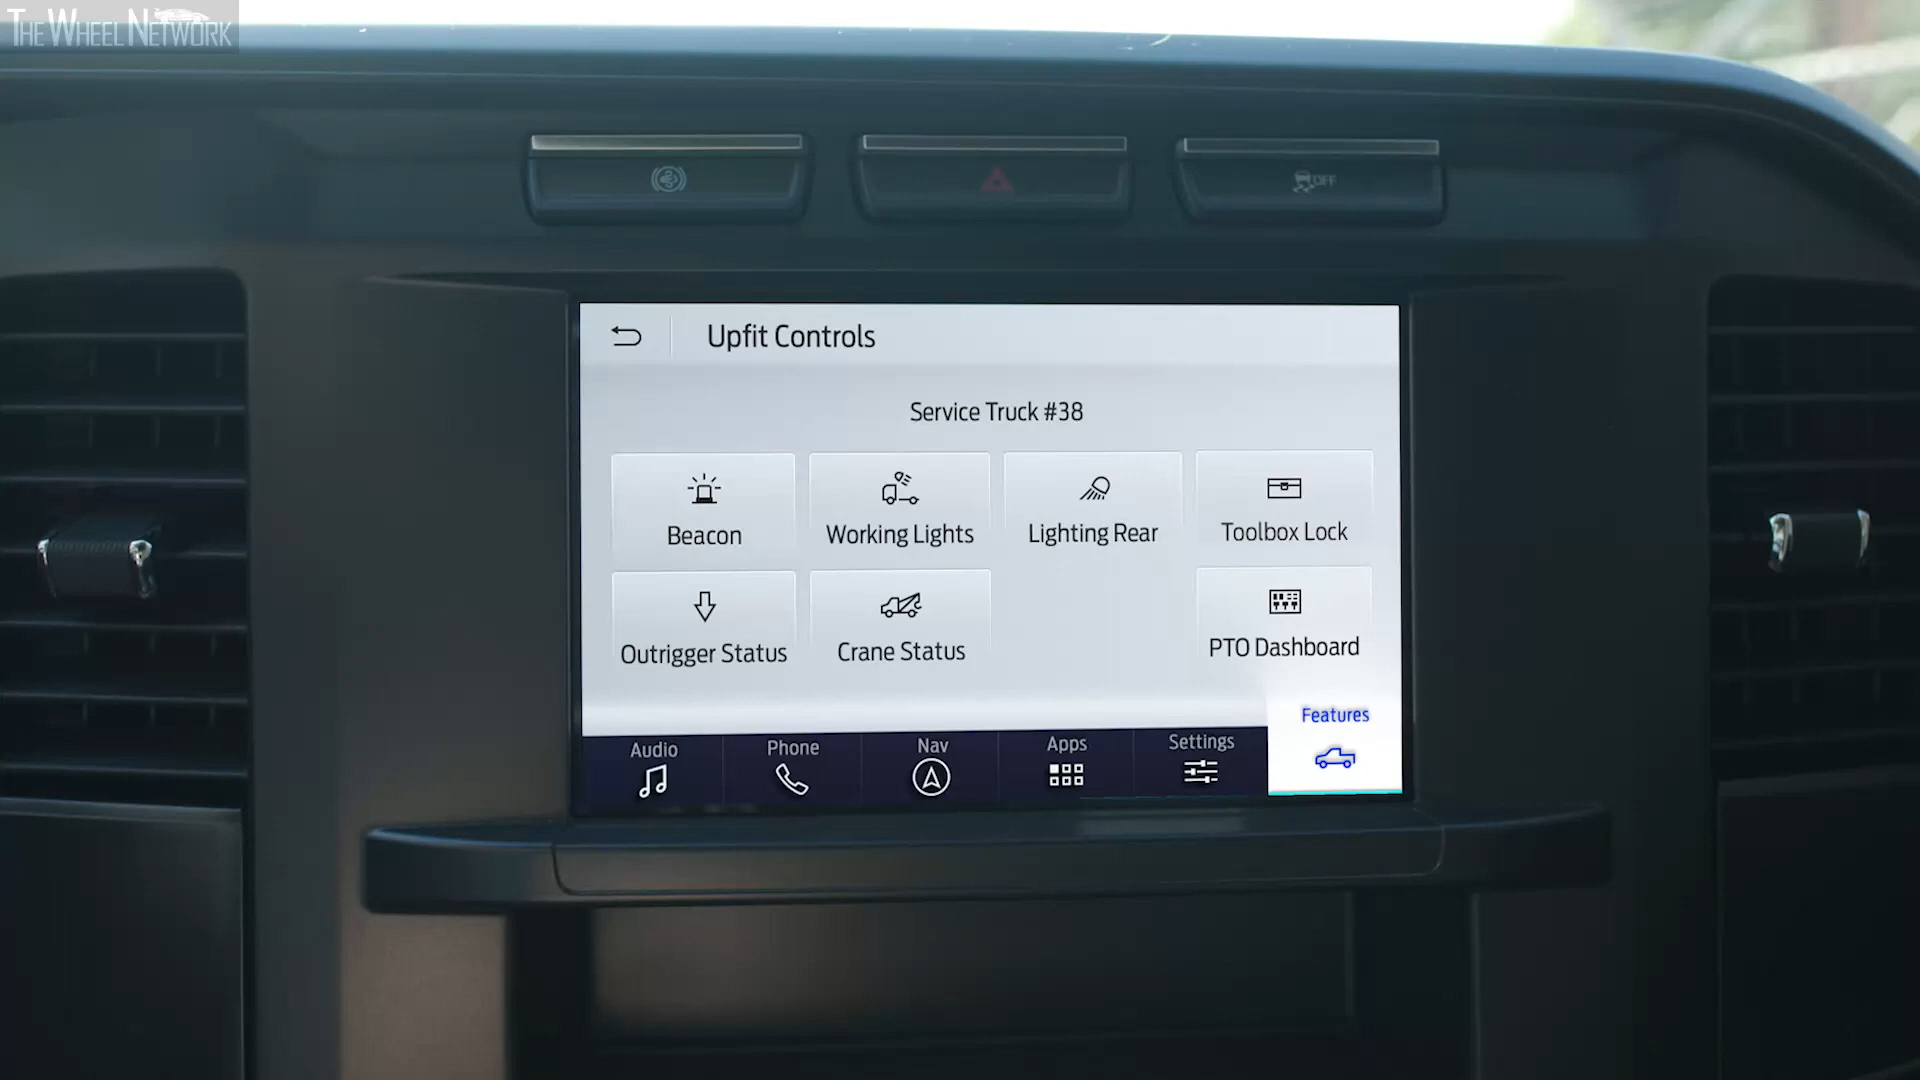 THE WHEEL NETWORK
OFF
Upfit Controls
Service Truck #38
Beacon
Working Lights
Lighting Rear
Toolbox Lock
Outrigger Status
Crane Status
PTO Dashboard
Features
Audio
Phone
Nav
Apps
Settings